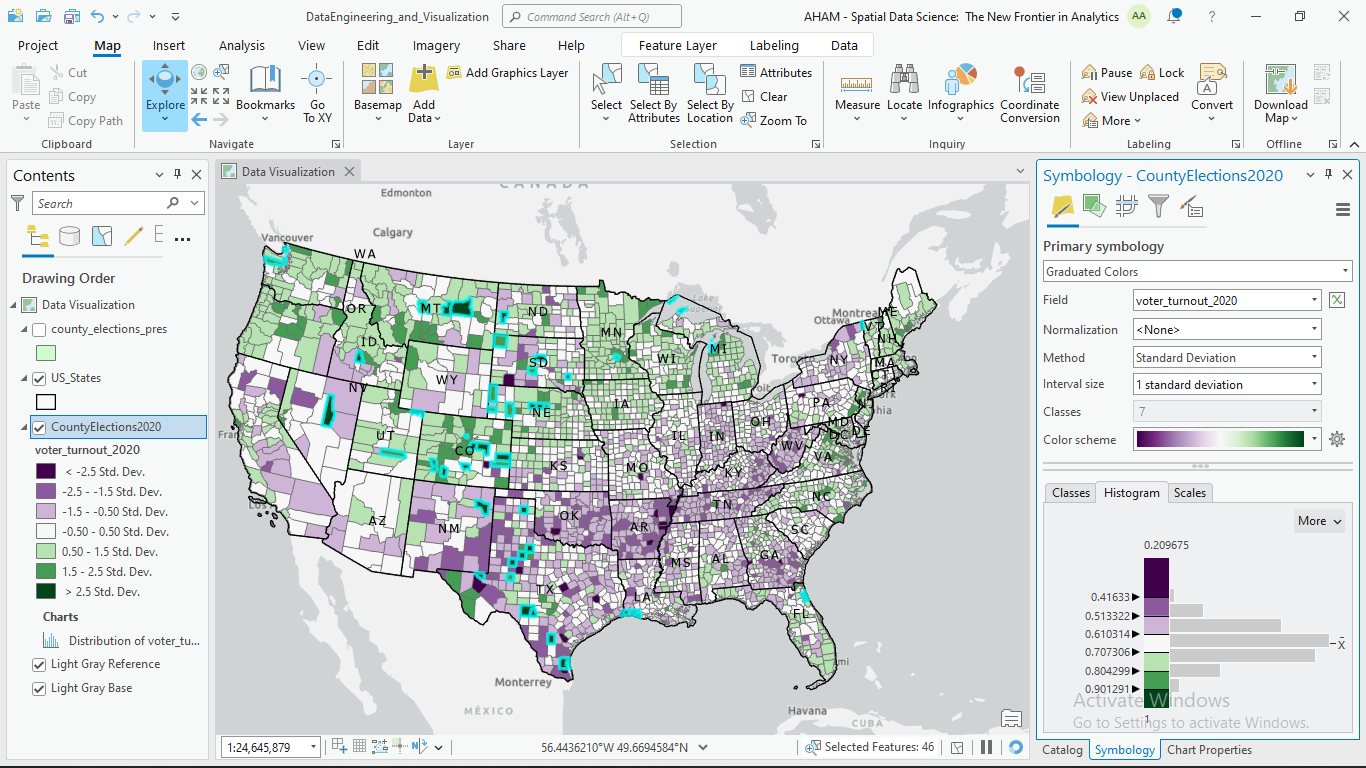 DataEngineering_and_Visualization
Command Search (Alt+Q)
AHAM - Spatial Data Science: The New Frontier in Analytics
AA
?
Project
Map
Insert
Analysis
View
Edit
Imagery
Share
Help
Feature Layer
Labeling
Data
Paste
Cut
Copy
Copy Path
Clipboard
Explore
Bookmarks
Go
To XY
Navigate
Basemap
Add
Data
Add Graphics Layer
Layer
Select
Select By
Attributes
Select By
Location
Attributes
Clear
Zoom To
Selection
Measure
Locate
Infographics
Coordinate
Conversion
Inquiry
Pause
Lock
View Unplaced
More
Convert
Labeling
Download
Map
Offline
Contents
Search
Drawing Order
Data Visualization
county_elections_pres
US_States
CountyElections2020
voter_turnout_2020
< -2.5 Std. Dev.
-2.5 - -1.5 Std. Dev.
-1.5 - -0.50 Std. Dev.
-0.50 - 0.50 Std. Dev.
0.50 - 1.5 Std. Dev.
1.5 - 2.5 Std. Dev.
> 2.5 Std. Dev.
Charts
Distribution of voter_tu...
Light Gray Reference
Light Gray Base
Data Visualization
CANADA
Edmonton
Calgary
Vancouver
WA
OR
MT
ID
ND
MN
SD
WY
WI
MI
Ottawa
Montreal
Toronto
ME
VT
NH
MA
RI
NY
NV
UT
CO
NE
IA
IL
IN
OH
PA
MD
DC
DE
WV
VA
KS
MO
KY
AZ
NM
OK
AR
TN
NC
SC
MS
AL
GA
LA
FL
Monterrey
MÉXICO
Havana
CUBA
1:24,645,879
56.4436210°W 49.6694584°N
Selected Features: 46
Symbology - CountyElections2020
Primary symbology
Graduated Colors
Field
voter_turnout_2020
Normalization
<None>
Method
Standard Deviation
Interval size
1 standard deviation
Classes
7
Color scheme
Classes
Histogram
Scales
More
0.209675
0.41633
0.513322
0.610314
0.707306
0.804299
0.901291
x̄
1
Activate Windows
Go to Settings to activate Windows.
Catalog
Symbology
Chart Properties